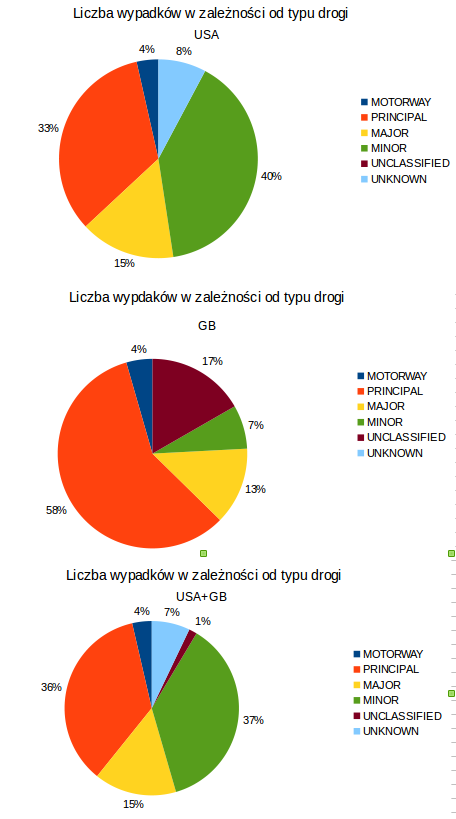 Liczba wypadków w zależności od typu drogi
USA
4%
8%
33%
40%
15%
MOTORWAY
PRINCIPAL
MAJOR
MINOR
UNCLASSIFIED
UNKNOWN
Liczba wypdaków w zależności od typu drogi
GB
4%
17%
7%
13%
58%
MOTORWAY
PRINCIPAL
MAJOR
MINOR
UNCLASSIFIED
UNKNOWN
Liczba wypadków w zależności od typu drogi
USA+GB
4%
7%
1%
36%
37%
15%
MOTORWAY
PRINCIPAL
MAJOR
MINOR
UNCLASSIFIED
UNKNOWN